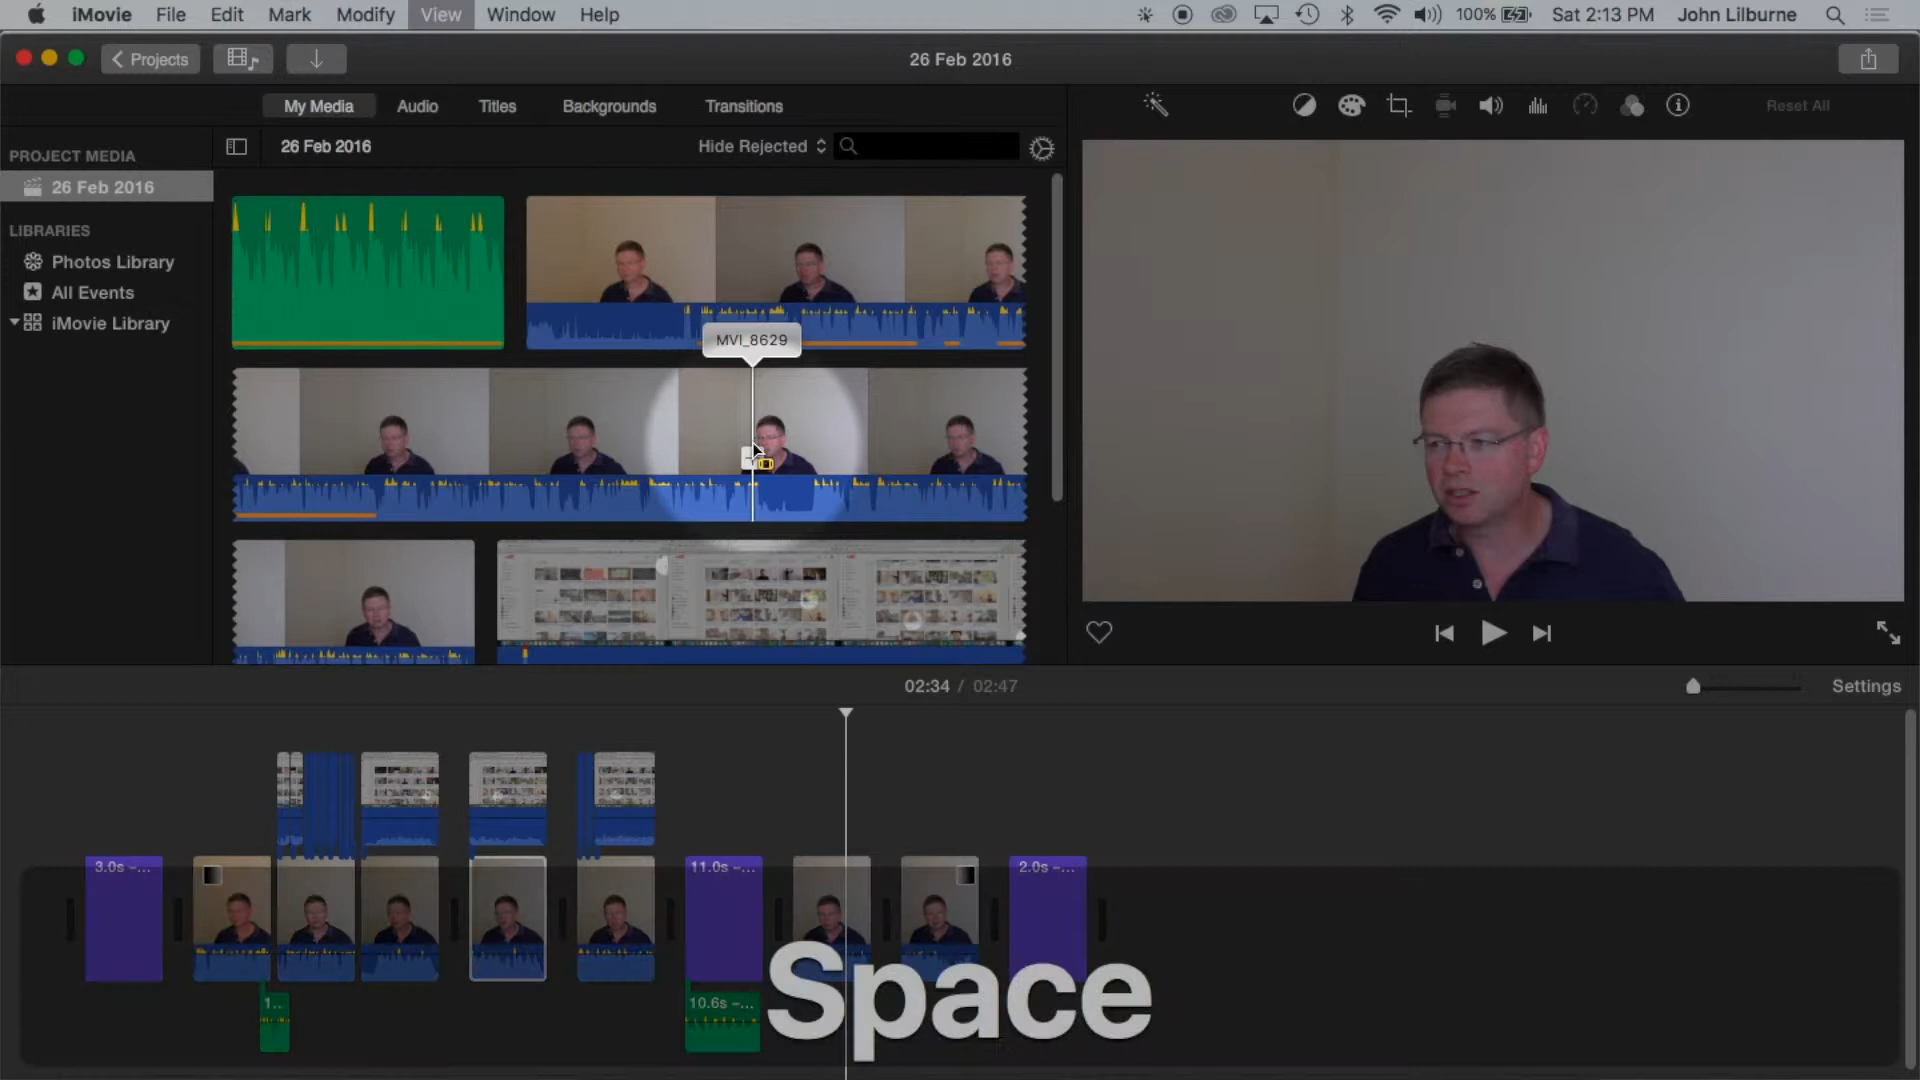 iMovie File Edit Mark Modify View Window Help 100% Sat 2:13 PM John Lilburne
Projects 26 Feb 2016
My Media Audio Titles Backgrounds Transitions Reset All
PROJECT MEDIA 26 Feb 2016 Hide Rejected
26 Feb 2016
LIBRARIES
Photos Library
All Events
iMovie Library
MVI_8629
02:34 / 02:47 Settings
3.0s –... 11.0s –... 2.0s –...
1... 10.6s –...
Space